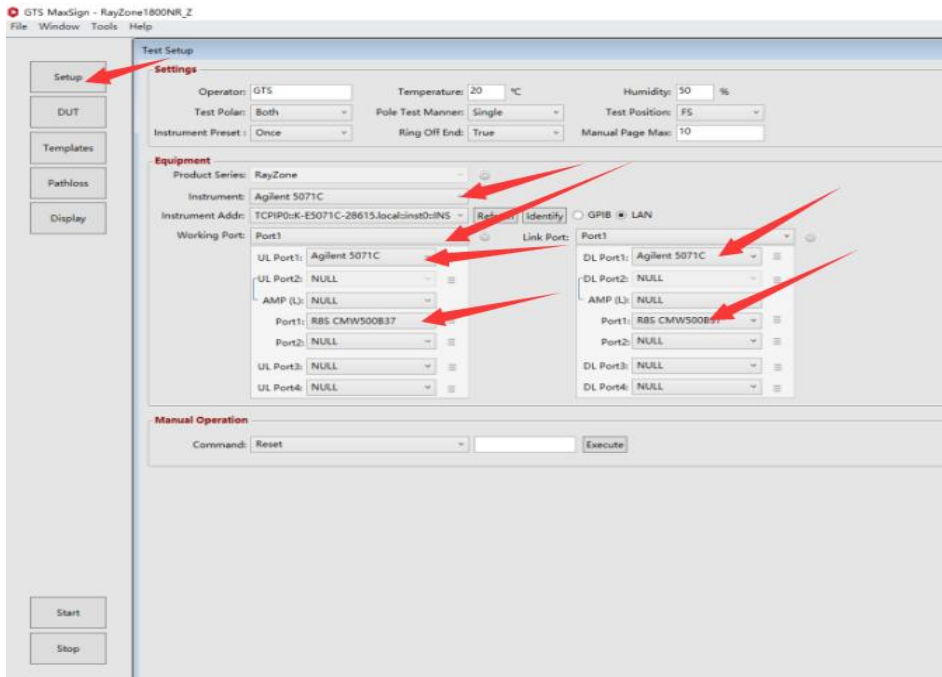 GTS MaxSign - RayZone1800NR_Z
File Window Tools Help
Test Setup
Setup
DUT
Templates
Pathloss
Display
Start
Stop
Settings
Operator: GTS Temperature: 20 °C Humidity: 50 %
Test Polar: Both Pole Test Manner: Single Test Position: FS
Instrument Preset : Once Ring Off End: True Manual Page Max: 10
Equipment
Product Series: RayZone
Instrument: Agilent 5071C
Instrument Addr: TCPIP0::K-E5071C-28615.local::inst0::INS Identify GPIB LAN
Working Port: Port1 Link Port: Port1
UL Port1: Agilent 5071C DL Port1: Agilent 5071C
UL Port2: NULL DL Port2: NULL
AMP (L): NULL AMP (L): NULL
Port1: R&S CMW500B37 Port1: R&S
Port2: NULL Port2: NULL
UL Port3: NULL DL Port3: NULL
UL Port4: NULL DL Port4: NULL
Manual Operation
Command: Reset Execute